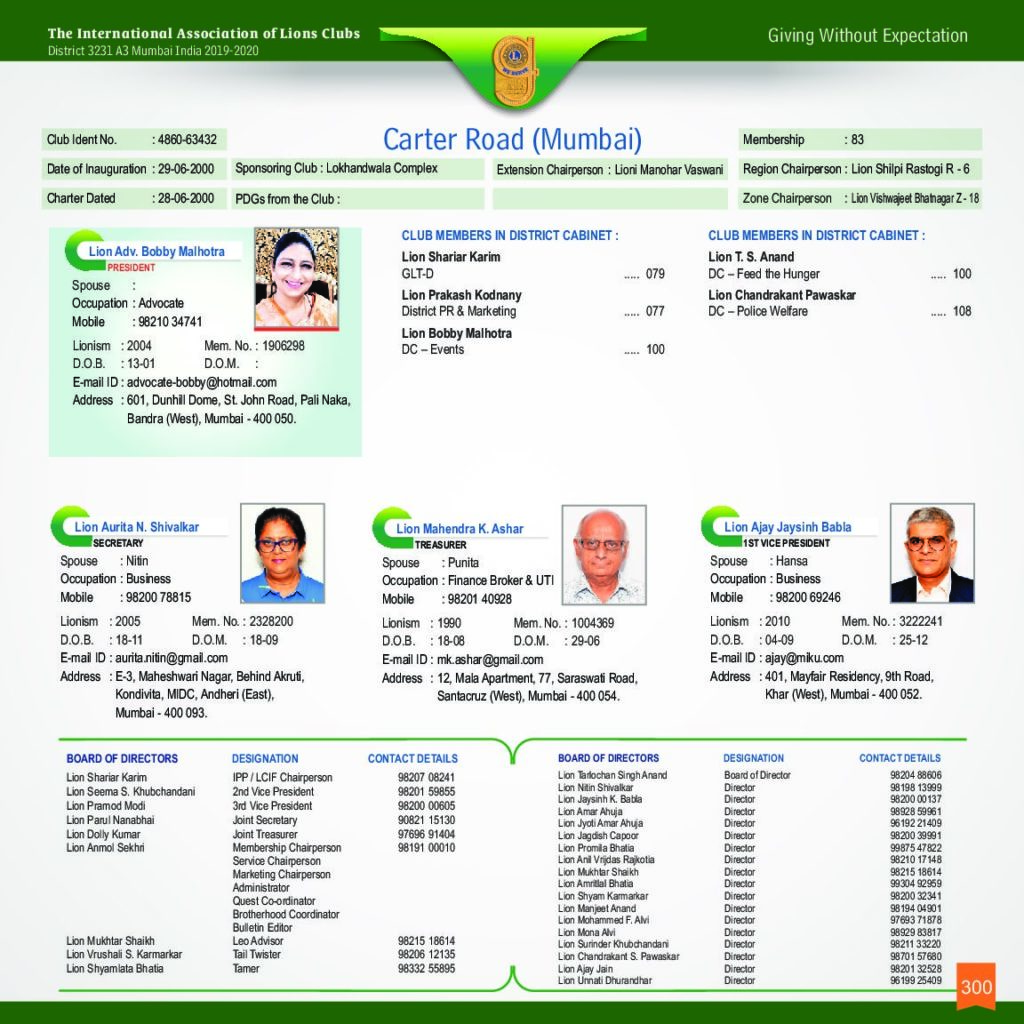 The International Association of Lions Clubs
District 3231 A3 Mumbai India 2019-2020
Giving Without Expectation
Carter Road (Mumbai)
Club Ident No. : 4860-63432
Membership : 83
Date of Inauguration : 29-06-2000
Sponsoring Club : Lokhandwala Complex
Extension Chairperson : Lioni Manohar Vaswani
Region Chairperson : Lion Shilpi Rastogi R - 6
Charter Dated : 28-06-2000
PDGs from the Club :
Zone Chairperson : Lion Vishwajeet Bhatnagar Z - 18
Lion Adv. Bobby Malhotra
PRESIDENT
Spouse :
Occupation : Advocate
Mobile : 98210 34741
Lionism : 2004 Mem. No. : 1906298
D.O.B. : 13-01 D.O.M. :
E-mail ID : advocate-bobby@hotmail.com
Address : 601, Dunhill Dome, St. John Road, Pali Naka,
Bandra (West), Mumbai - 400 050.
CLUB MEMBERS IN DISTRICT CABINET :
Lion Shariar Karim
GLT-D ..... 079
Lion Prakash Kodnany
District PR & Marketing ..... 077
Lion Bobby Malhotra
DC – Events ..... 100
CLUB MEMBERS IN DISTRICT CABINET :
Lion T. S. Anand
DC – Feed the Hunger ..... 100
Lion Chandrakant Pawaskar
DC – Police Welfare ..... 108
Lion Aurita N. Shivalkar
SECRETARY
Spouse : Nitin
Occupation : Business
Mobile : 98200 78815
Lionism : 2005 Mem. No. : 2328200
D.O.B. : 18-11 D.O.M. : 18-09
E-mail ID : aurita.nitin@gmail.com
Address : E-3, Maheshwari Nagar, Behind Akruti,
Kondivita, MIDC, Andheri (East),
Mumbai - 400 093.
Lion Mahendra K. Ashar
TREASURER
Spouse : Punita
Occupation : Finance Broker & UTI
Mobile : 98201 40928
Lionism : 1990 Mem. No. : 1004369
D.O.B. : 18-08 D.O.M. : 29-06
E-mail ID : mk.ashar@gmail.com
Address : 12, Mala Apartment, 77, Saraswati Road,
Santacruz (West), Mumbai - 400 054.
Lion Ajay Jaysinh Babla
1ST VICE PRESIDENT
Spouse : Hansa
Occupation : Business
Mobile : 98200 69246
Lionism : 2010 Mem. No. : 3222241
D.O.B. : 04-09 D.O.M. : 25-12
E-mail ID : ajay@miku.com
Address : 401, Mayfair Residency, 9th Road,
Khar (West), Mumbai - 400 052.
BOARD OF DIRECTORS DESIGNATION CONTACT DETAILS
Lion Shariar Karim IPP / LCIF Chairperson 98207 08241
Lion Seema S. Khubchandani 2nd Vice President 98201 59855
Lion Pramod Modi 3rd Vice President 98200 00605
Lion Parul Nanabhai Joint Secretary 90821 15130
Lion Dolly Kumar Joint Treasurer 97696 91404
Lion Anmol Sekhri Membership Chairperson 98191 00010
Service Chairperson
Marketing Chairperson
Administrator
Quest Co-ordinator
Brotherhood Coordinator
Bulletin Editor
Lion Mukhtar Shaikh Leo Advisor 98215 18614
Lion Vrushali S. Karmarkar Tail Twister 98206 12135
Lion Shyamlata Bhatia Tamer 98332 55895
BOARD OF DIRECTORS DESIGNATION CONTACT DETAILS
Lion Tarlochan Singh Anand Board of Director 98204 88606
Lion Nitin Shivalkar Director 98198 13999
Lion Jaysinh K. Babla Director 98200 00137
Lion Amar Ahuja Director 98928 59961
Lion Jyoti Amar Ahuja Director 96192 21409
Lion Jagdish Capoor Director 98200 39991
Lion Promila Bhatia Director 99875 47822
Lion Anil Vrijdas Rajkotia Director 98210 17148
Lion Mukhtar Shaikh Director 98215 18614
Lion Amritlal Bhatia Director 99304 92959
Lion Shyam Karmarkar Director 98200 32341
Lion Manjeet Anand Director 98194 04901
Lion Mohammed F. Alvi Director 97693 71878
Lion Mona Alvi Director 98929 83817
Lion Surinder Khubchandani Director 98211 33220
Lion Chandrakant S. Pawaskar Director 98701 57680
Lion Ajay Jain Director 98201 32528
Lion Unnati Dhurandhar Director 96199 25409
300